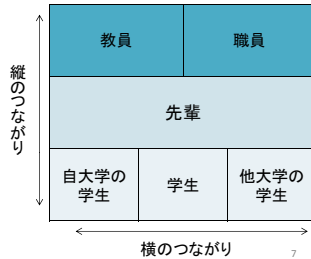 教員
職員
縦のつながり
先輩
自大学の
学生
学生
他大学の
学生
横のつながり
7